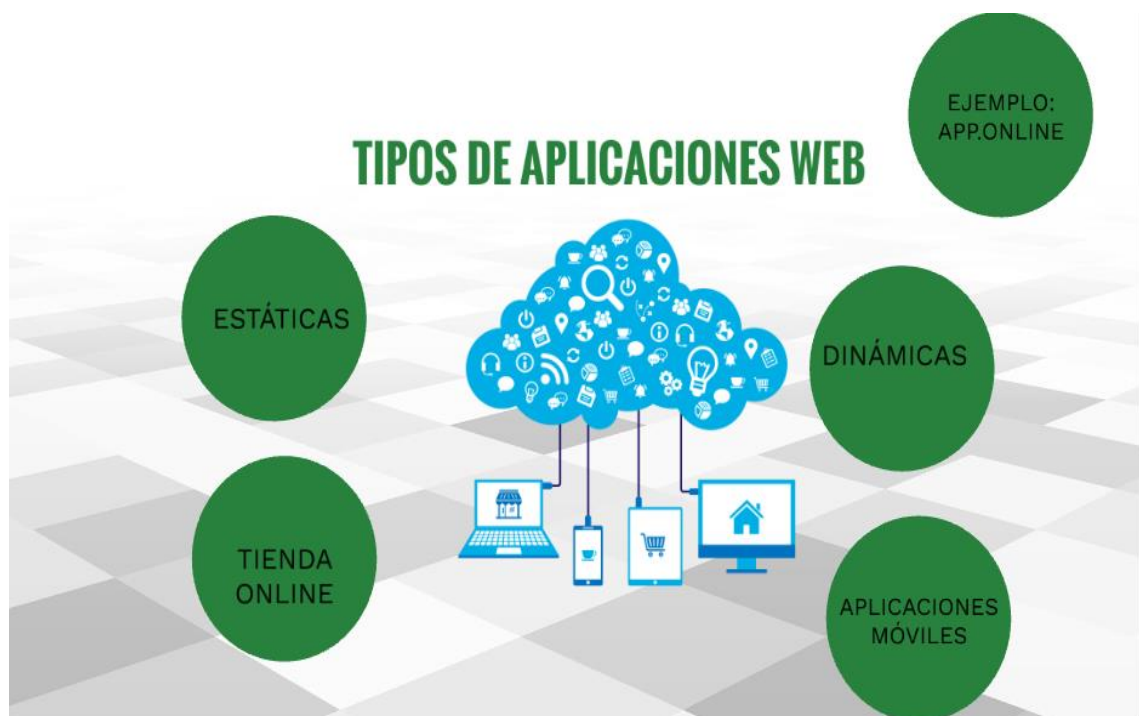 EJEMPLO:
APP.ONLINE
TIPOS DE APLICACIONES WEB
ESTÁTICAS
DINÁMICAS
TIENDA
ONLINE
APLICACIONES
MÓVILES